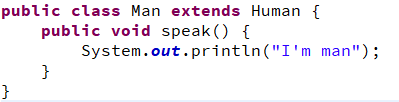 public class Man extends Human {
    public void speak() {
        System.out.println("I'm man");
    }
}